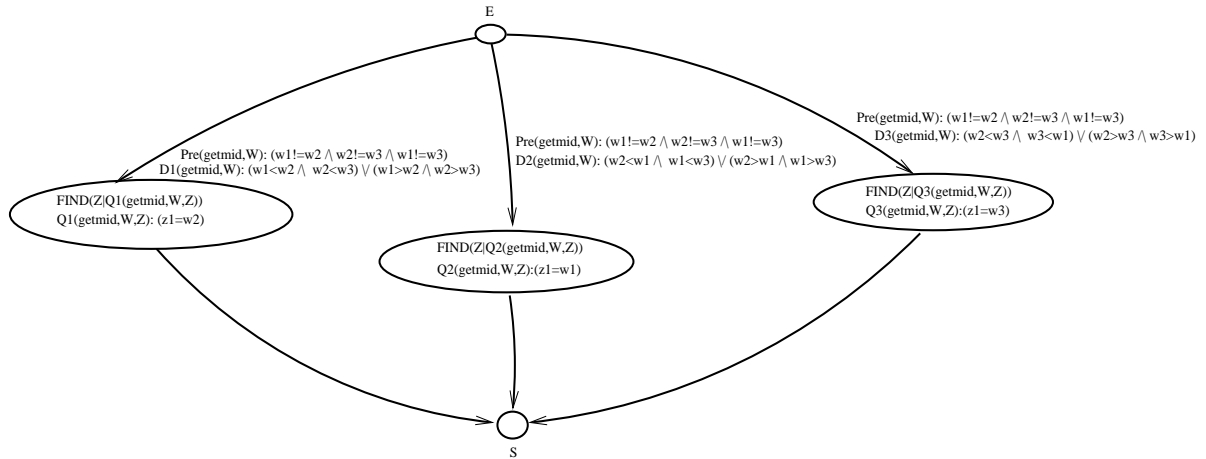 E
Pre(getmid,W): (w1!=w2 /\ w2!=w3 /\ w1!=w3)
D1(getmid,W): (w1<w2 /\ w2<w3) \/ (w1>w2 /\ w2>w3)
FIND(Z|Q1(getmid,W,Z))
Q1(getmid,W,Z): (z1=w2)
Pre(getmid,W): (w1!=w2 /\ w2!=w3 /\ w1!=w3)
D2(getmid,W): (w2<w1 /\ w1<w3) \/ (w2>w1 /\ w1>w3)
FIND(Z|Q2(getmid,W,Z))
Q2(getmid,W,Z):(z1=w1)
Pre(getmid,W): (w1!=w2 /\ w2!=w3 /\ w1!=w3)
D3(getmid,W): (w2<w3 /\ w3<w1) \/ (w2>w3 /\ w3>w1)
FIND(Z|Q3(getmid,W,Z))
Q3(getmid,W,Z):(z1=w3)
S